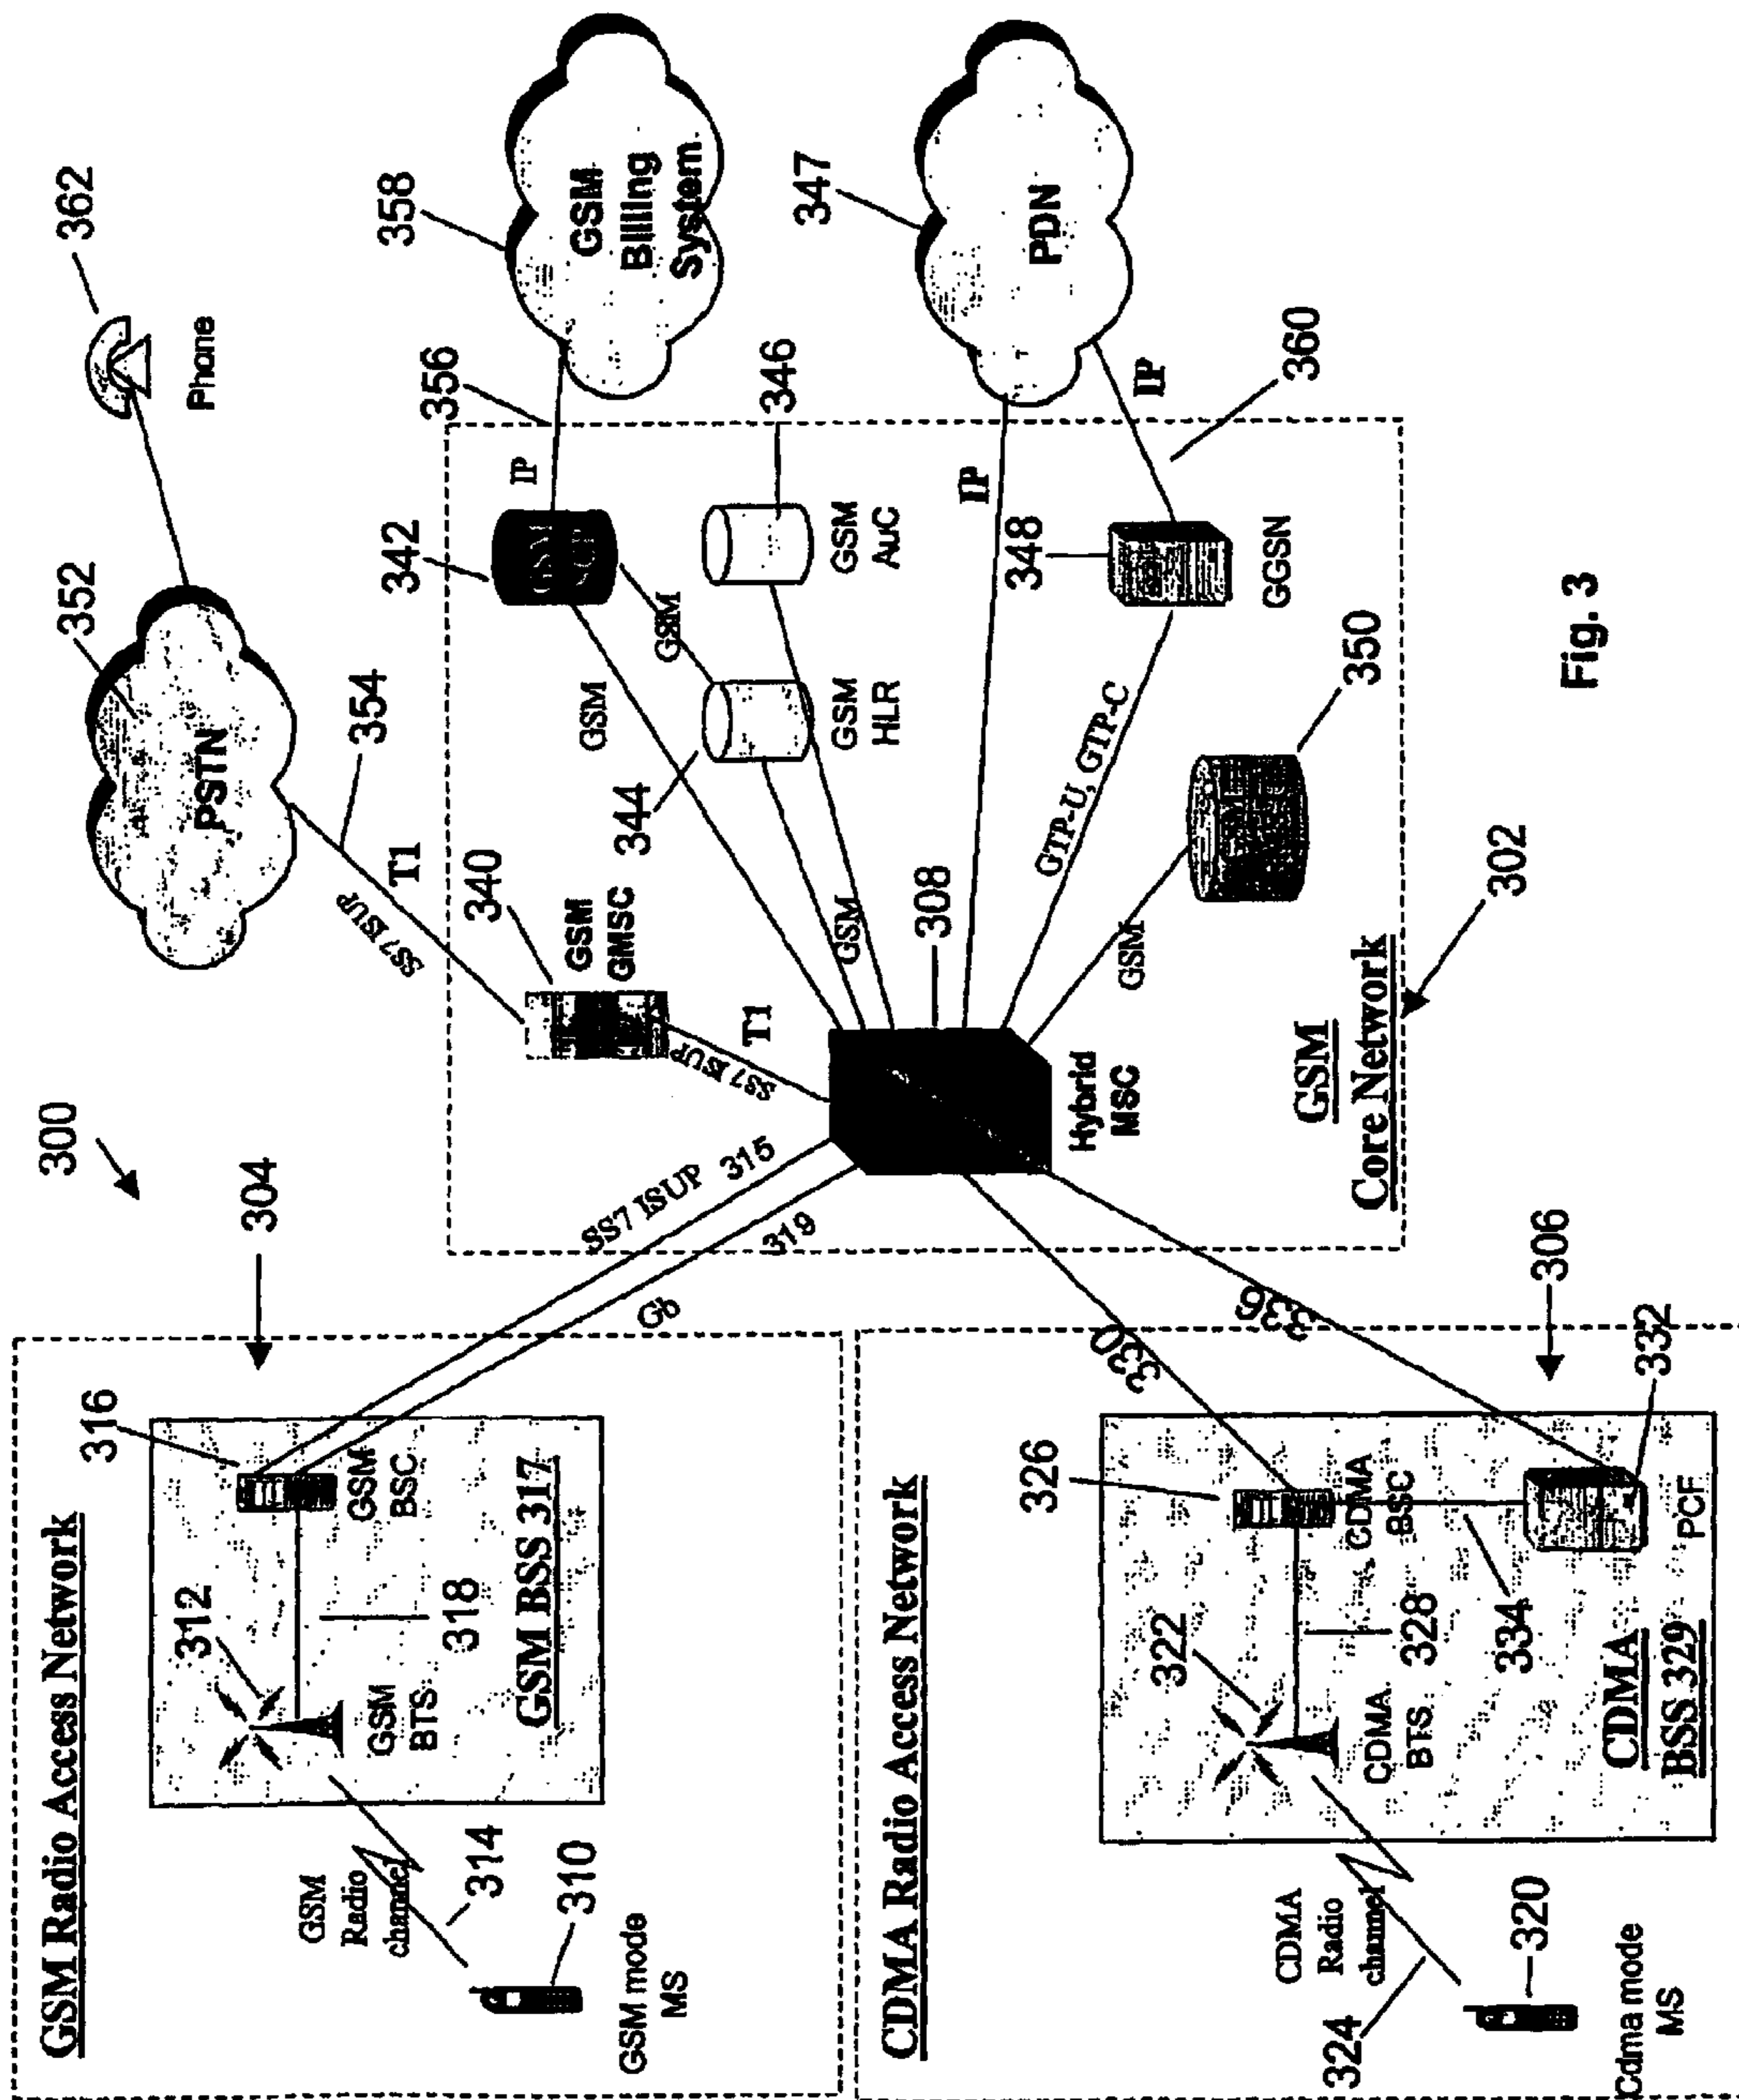 300
GSM Radio Access Network
304
316
312
GSM
BSC
318
GSM
BTS
GSM BSS 317
GSM
Radio
channel
314
310
GSM mode
MS
SS7 ISUP 315
Gb
319
CDMA Radio Access Network
306
326
322
CDMA
BSC
328
334
332
CDMA
BTS
PCF
CDMA
BSS 329
CDMA
Radio
channel
324
320
Cdma mode
MS
330
336
PSTN
352
362
Phone
354
T1
SS7 ISUP
340
GSM
GMSC
T1
SS7 ISUP
Hybrid
MSC
308
342
GSM
SCP
IP
356
358
GSM
Billing
System
GSM
GSM
344
GSM
HLR
346
GSM
AuC
GSM
IP
347
PDN
IP
360
348
GGSN
GTP-U, GTP-C
350
GSM
GSM
Core Network
302
Fig. 3